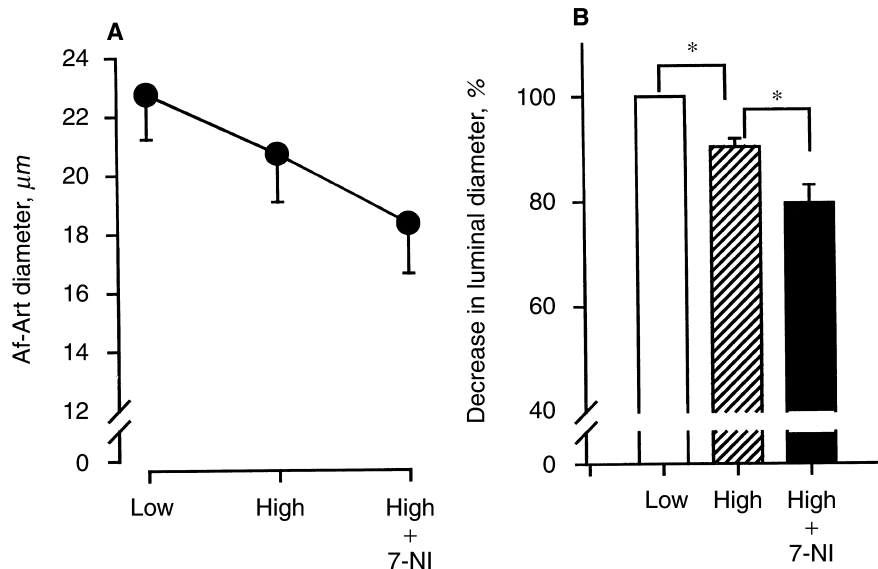 A
24
22
20
18
16
14
12
0
Af-Art diameter, μm
Low
High
High
+
7-NI
B
*
*
100
80
60
40
0
Decrease in luminal diameter, %
Low
High
High
+
7-NI